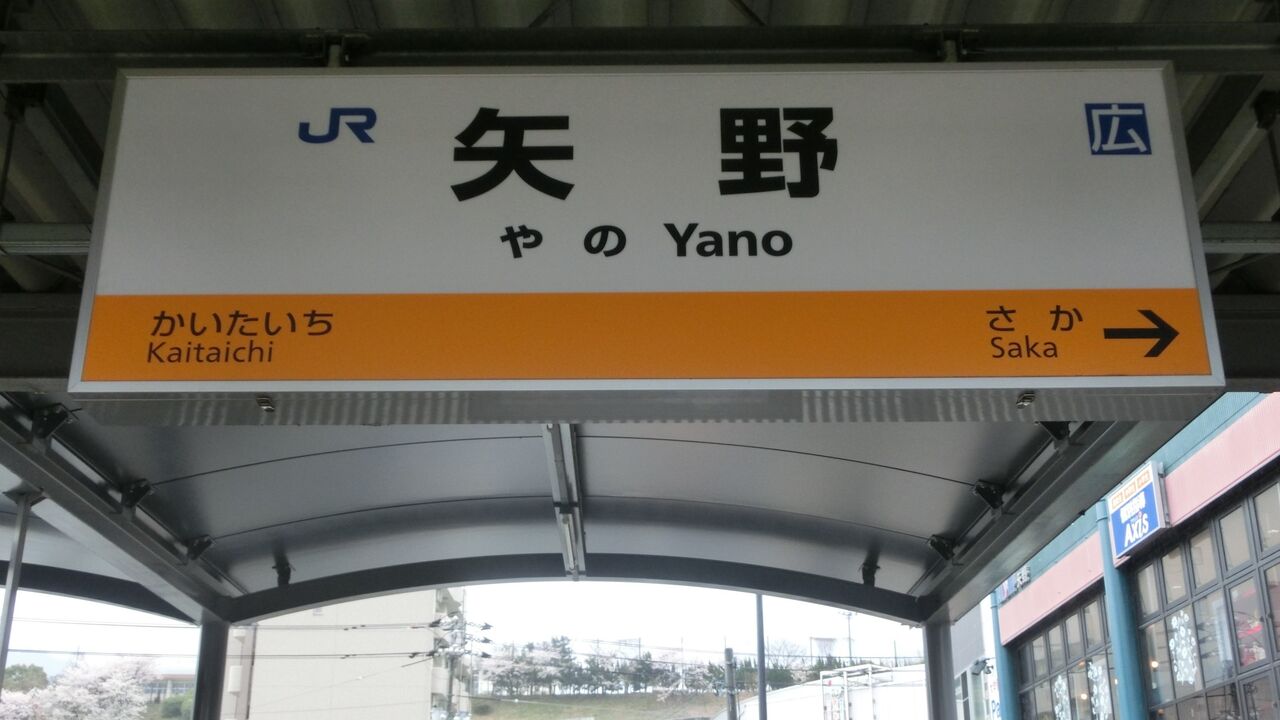 JR 矢野 広
やの Yano
かいたいち さか →
Kaitaichi Saka
AXIS